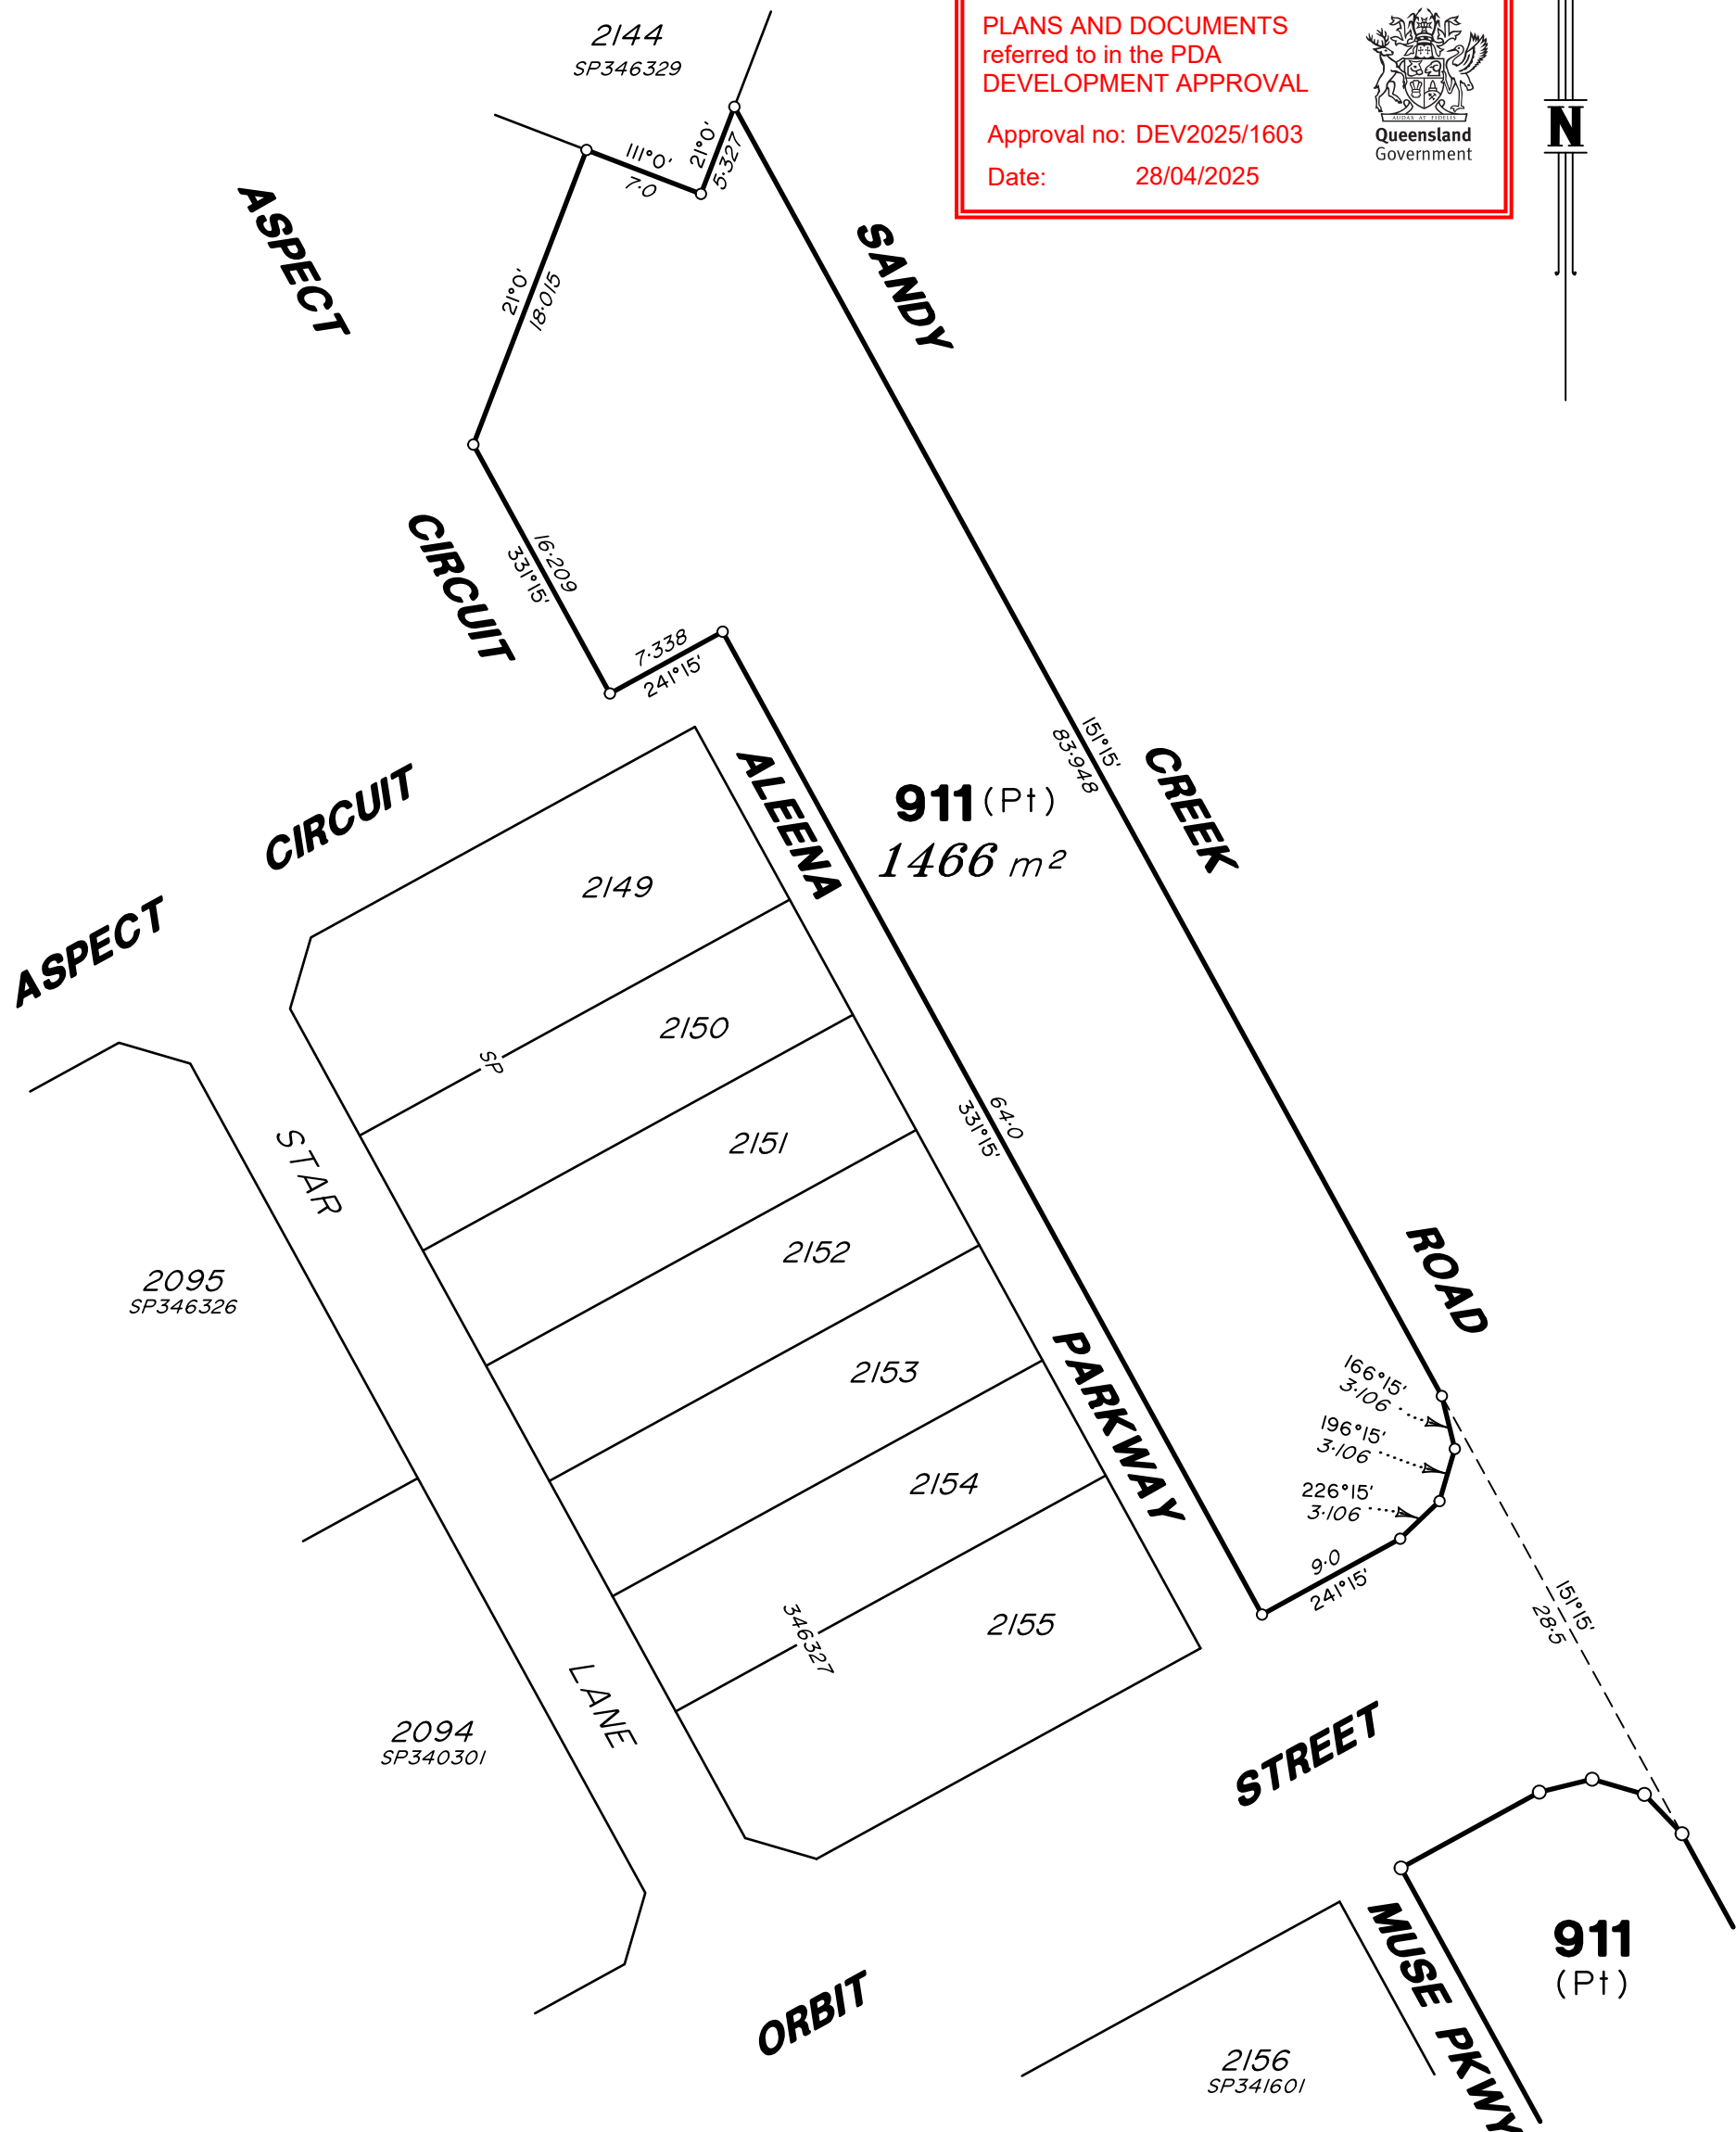 PLANS AND DOCUMENTS
referred to in the PDA
DEVELOPMENT APPROVAL
Approval no: DEV2025/1603
Date: 28/04/2025
AUDAX AT FIDELIS
Queensland
Government
N
2144
SP346329
111°0'
7·0
21°0'
5·327
ASPECT
CIRCUIT
21°0'
18·015
SANDY
CREEK
ROAD
16·209
331°15'
7·338
241°15'
151°15'
83·948
911 (Pt)
1466 m²
ALEENA
PARKWAY
ASPECT
CIRCUIT
2149
SP
2150
2151
64·0
331°15'
2152
2153
2154
346327
2155
STAR
LANE
2095
SP346326
2094
SP340301
166°15'
3·106
196°15'
3·106
226°15'
3·106
9·0
241°15'
151°15'
28·5
ORBIT
STREET
911
(Pt)
MUSE PKWY
2156
SP341601